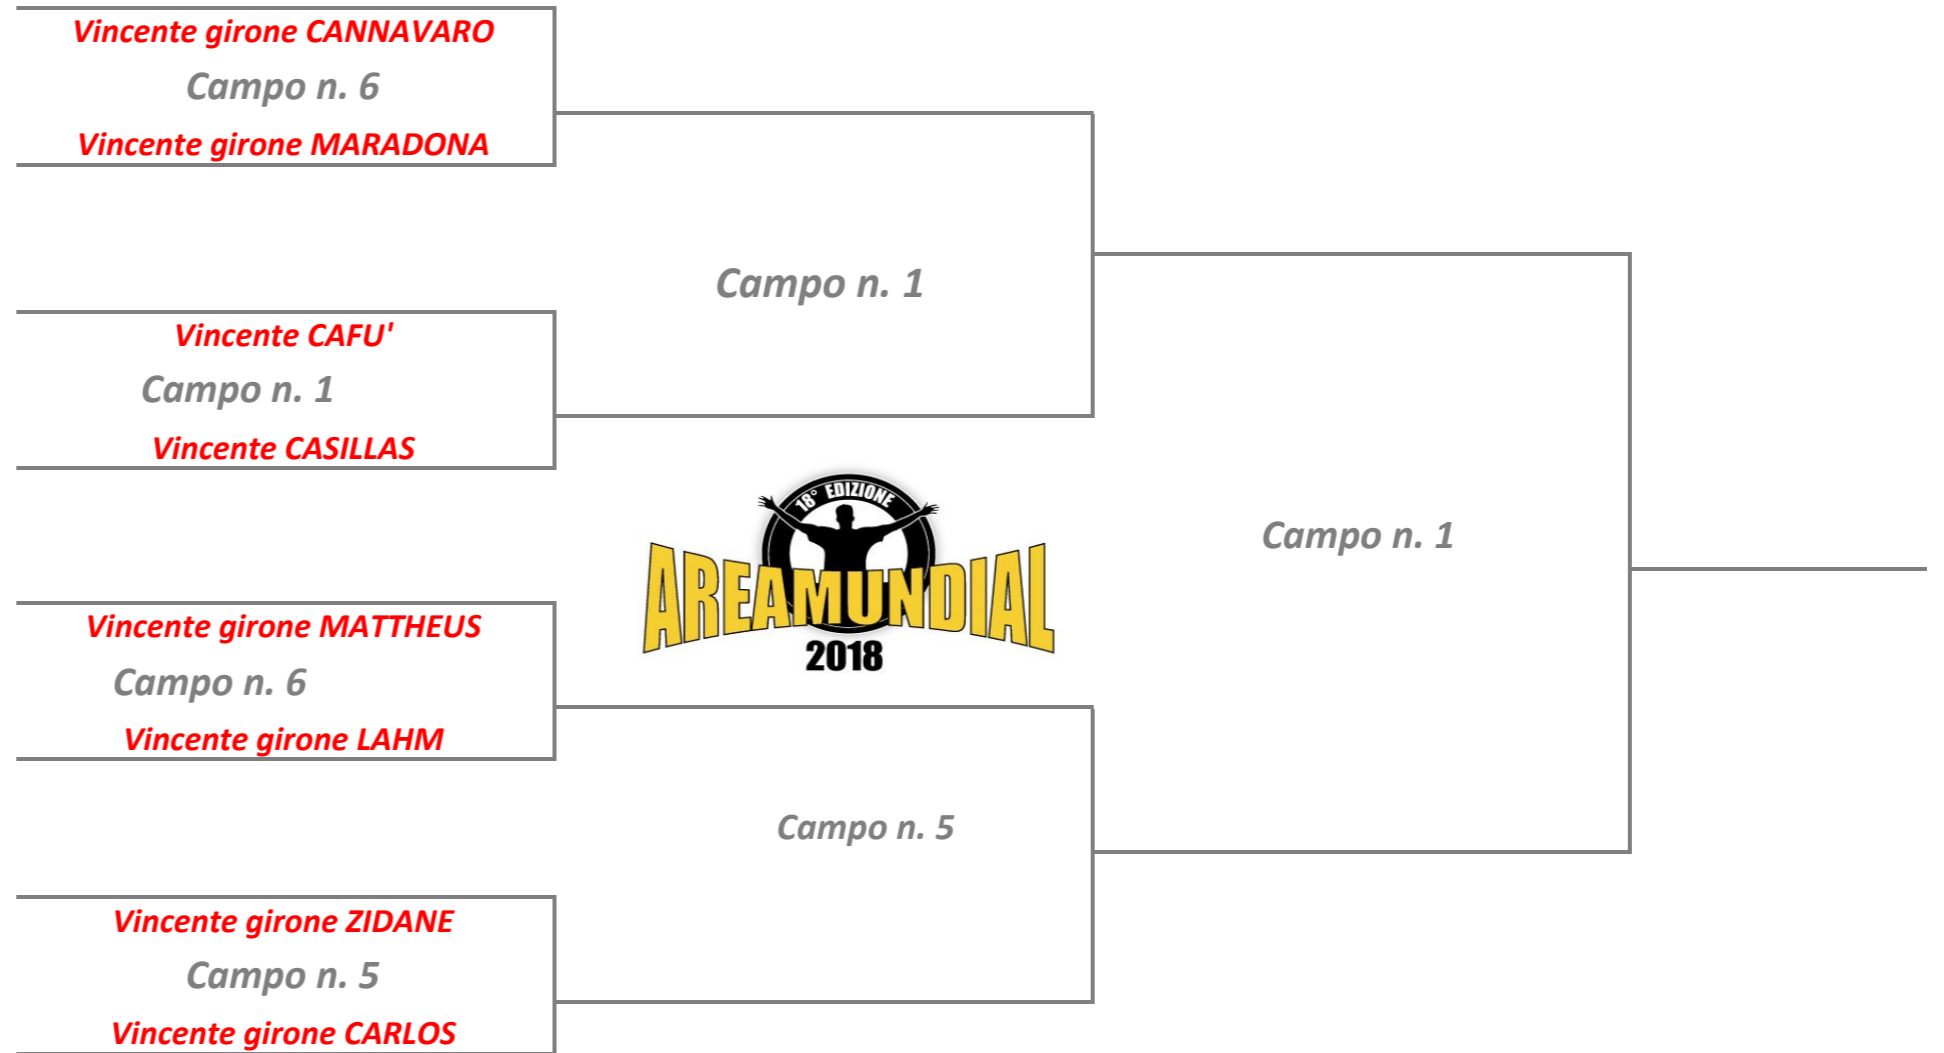 Vincente girone CANNAVARO
Campo n. 6
Vincente girone MARADONA
Campo n. 1
Vincente CAFU'
Campo n. 1
Vincente CASILLAS
18° EDIZIONE
AREAMUNDIAL
2018
Campo n. 1
Vincente girone MATTHEUS
Campo n. 6
Vincente girone LAHM
Campo n. 5
Vincente girone ZIDANE
Campo n. 5
Vincente girone CARLOS